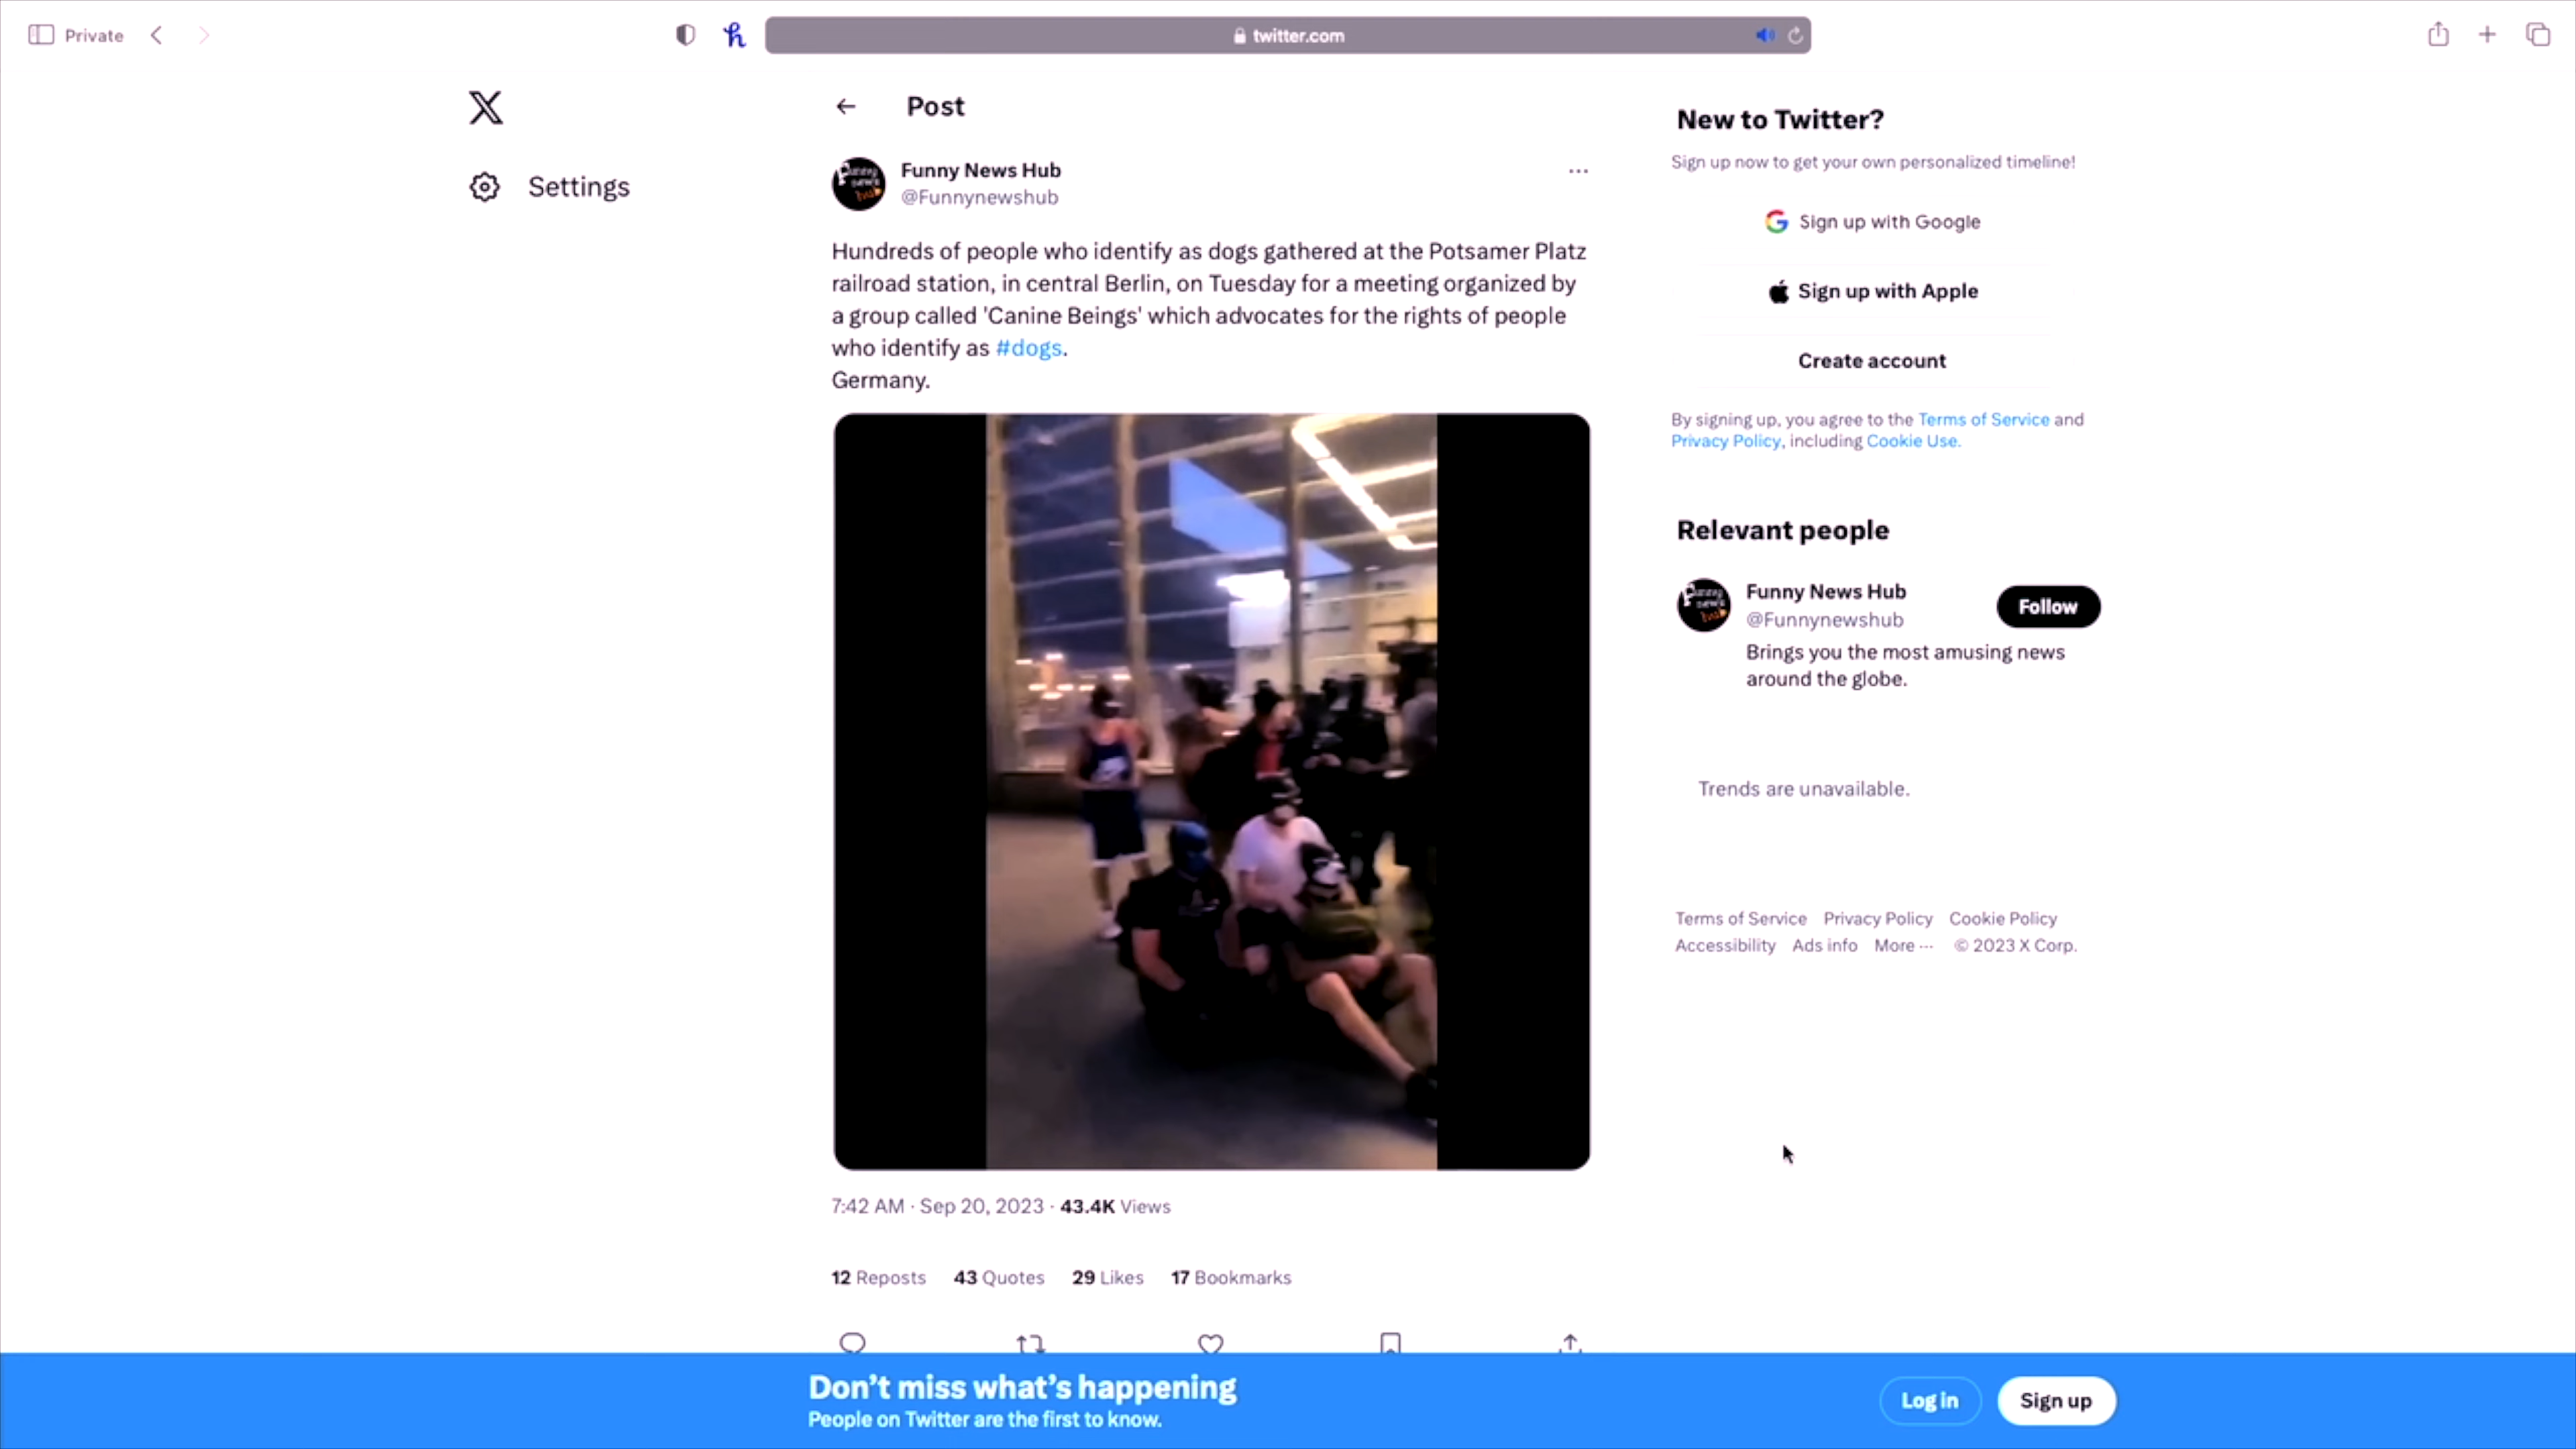 Private
twitter.com
Post
Settings
Funny News Hub
@Funnynewshub
Hundreds of people who identify as dogs gathered at the Potsamer Platz
railroad station, in central Berlin, on Tuesday for a meeting organized by
a group called 'Canine Beings' which advocates for the rights of people
who identify as #dogs.
Germany.
7:42 AM · Sep 20, 2023 · 43.4K Views
12 Reposts 43 Quotes 29 Likes 17 Bookmarks
New to Twitter?
Sign up now to get your own personalized timeline!
Sign up with Google
Sign up with Apple
Create account
By signing up, you agree to the Terms of Service and
Privacy Policy, including Cookie Use.
Relevant people
Funny News Hub
@Funnynewshub
Follow
Brings you the most amusing news
around the globe.
Trends are unavailable.
Terms of Service Privacy Policy Cookie Policy
Accessibility Ads info More ··· © 2023 X Corp.
Don't miss what's happening
People on Twitter are the first to know.
Log in
Sign up